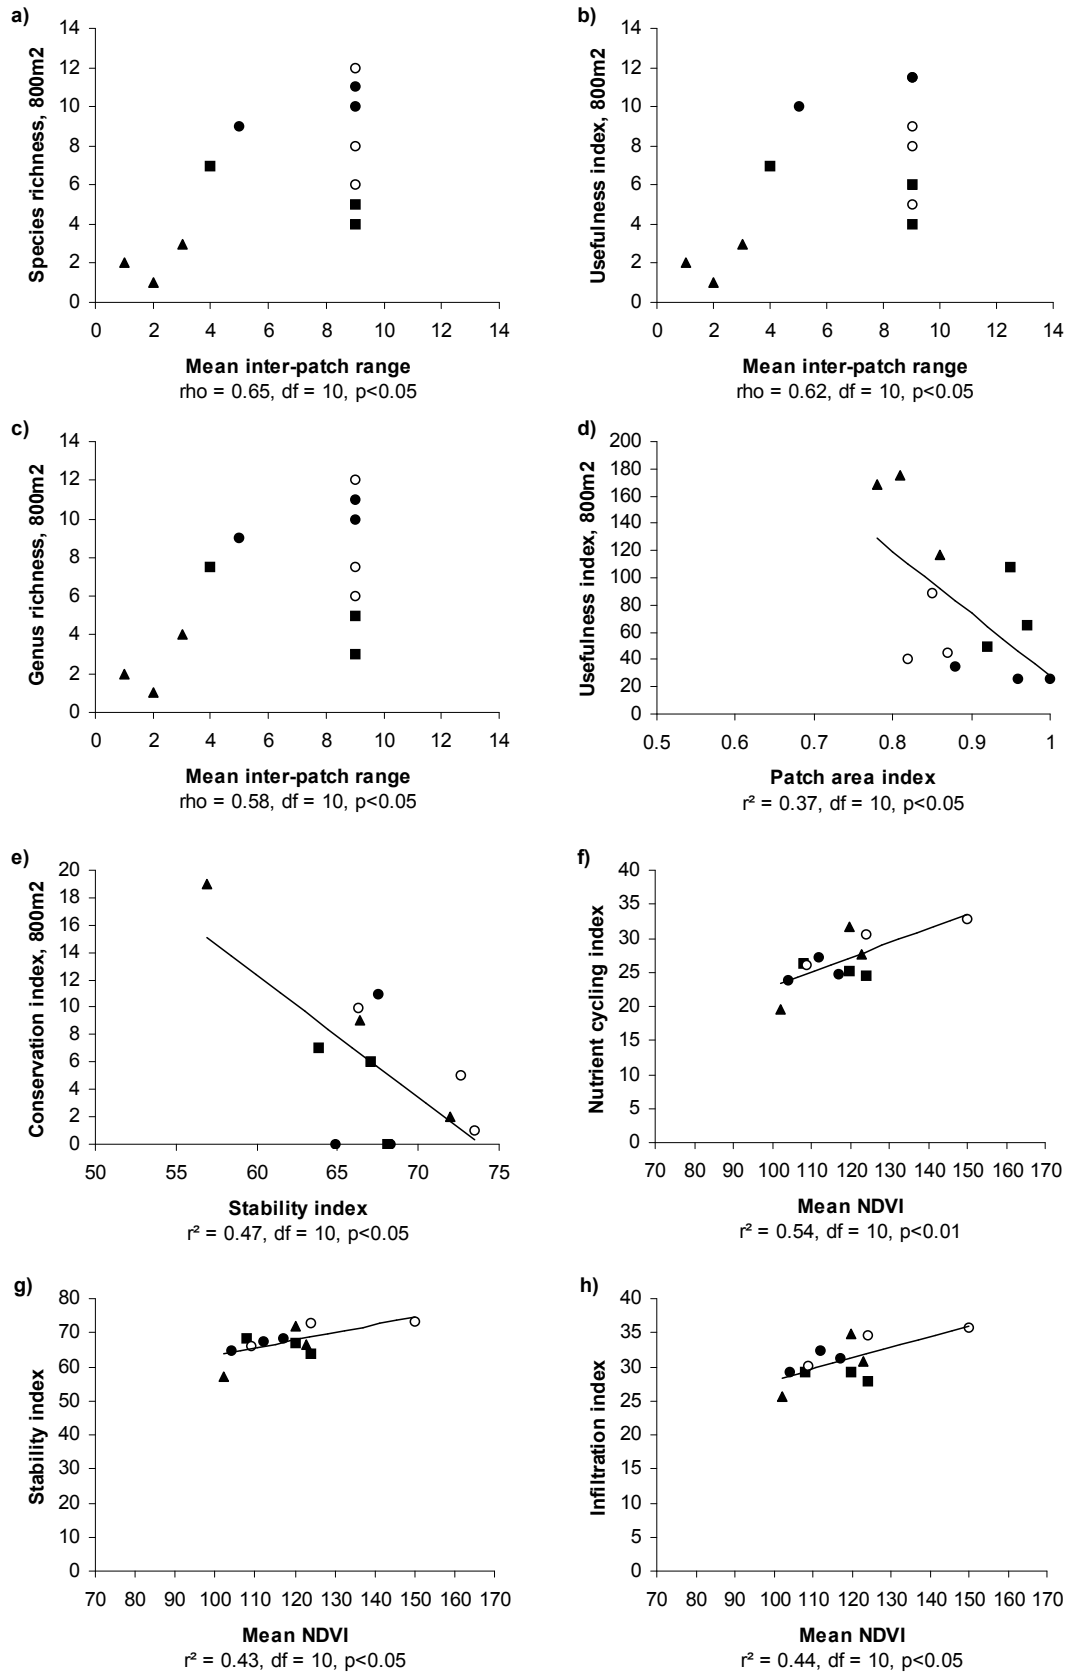 a)
Species richness, 800m2
14
12
10
8
6
4
2
0
0 2 4 6 8 10 12 14
Mean inter-patch range
rho = 0.65, df = 10, p<0.05
b)
Usefulness index, 800m2
14
12
10
8
6
4
2
0
0 2 4 6 8 10 12 14
Mean inter-patch range
rho = 0.62, df = 10, p<0.05
c)
Genus richness, 800m2
14
12
10
8
6
4
2
0
0 2 4 6 8 10 12 14
Mean inter-patch range
rho = 0.58, df = 10, p<0.05
d)
Usefulness index, 800m2
200
180
160
140
120
100
80
60
40
20
0
0.5 0.6 0.7 0.8 0.9 1
Patch area index
r² = 0.37, df = 10, p<0.05
e)
Conservation index, 800m2
20
18
16
14
12
10
8
6
4
2
0
50 55 60 65 70 75
Stability index
r² = 0.47, df = 10, p<0.05
f)
Nutrient cycling index
40
35
30
25
20
15
10
5
0
70 80 90 100 110 120 130 140 150 160 170
Mean NDVI
r² = 0.54, df = 10, p<0.01
g)
Stability index
80
70
60
50
40
30
20
10
0
70 80 90 100 110 120 130 140 150 160 170
Mean NDVI
r² = 0.43, df = 10, p<0.05
h)
Infiltration index
40
35
30
25
20
15
10
5
0
70 80 90 100 110 120 130 140 150 160 170
Mean NDVI
r² = 0.44, df = 10, p<0.05